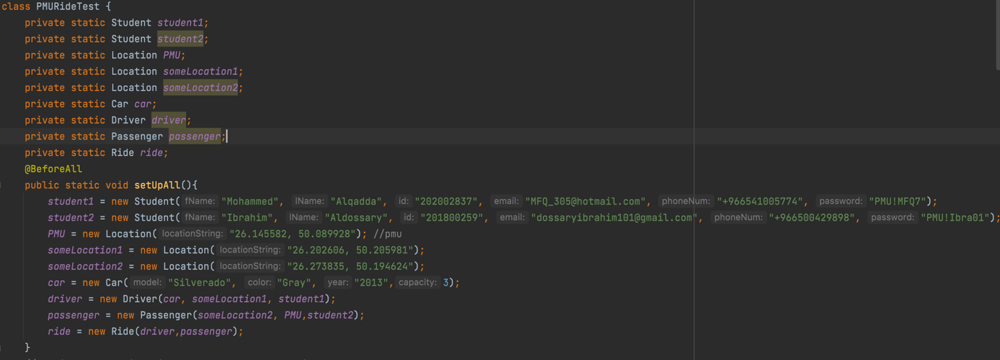 class PMURideTest {
private static Student student1;
private static Student student2;
private static Location PMU;
private static Location someLocation1;
private static Location someLocation2;
private static Car car;
private static Driver driver;
private static Passenger passenger;
private static Ride ride;
@BeforeAll
public static void setUpAll(){
student1 = new Student( fName: "Mohammed", lName: "Alqadda", id: "202002837", email: "MFQ_305@hotmail.com", phoneNum: "+966541005774", password: "PMU!MFQ7");
student2 = new Student( fName: "Ibrahim", lName: "Aldossary", id: "201800259", email: "dossaryibrahim101@gmail.com", phoneNum: "+966500429898", password: "PMU!Ibra01");
PMU = new Location( locationString: "26.145582, 50.089928"); //pmu
someLocation1 = new Location( locationString: "26.202606, 50.205981");
someLocation2 = new Location( locationString: "26.273835, 50.194624");
car = new Car( model: "Silverado", color: "Gray", year: "2013", capacity: 3);
driver = new Driver(car, someLocation1, student1);
passenger = new Passenger(someLocation2, PMU,student2);
ride = new Ride(driver,passenger);
}